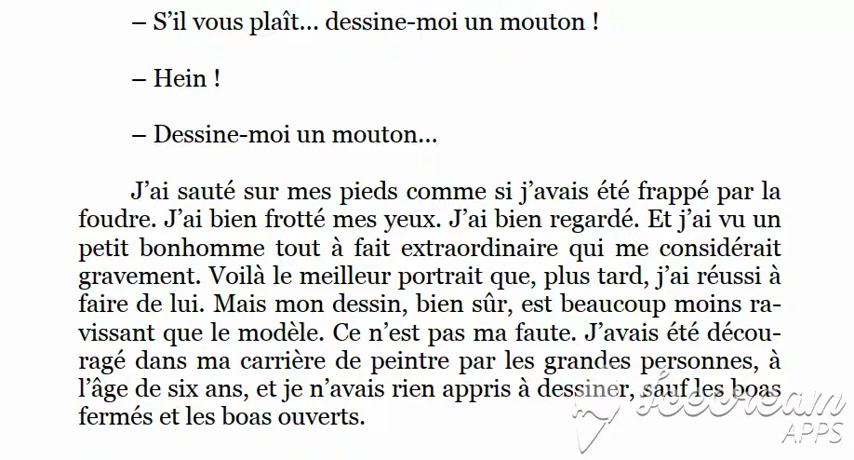 – S’il vous plaît… dessine-moi un mouton !
– Hein !
– Dessine-moi un mouton…
J’ai sauté sur mes pieds comme si j’avais été frappé par la
foudre. J’ai bien frotté mes yeux. J’ai bien regardé. Et j’ai vu un
petit bonhomme tout à fait extraordinaire qui me considérait
gravement. Voilà le meilleur portrait que, plus tard, j’ai réussi à
faire de lui. Mais mon dessin, bien sûr, est beaucoup moins ra-
vissant que le modèle. Ce n’est pas ma faute. J’avais été décou-
ragé dans ma carrière de peintre par les grandes personnes, à
l’âge de six ans, et je n’avais rien appris à dessiner, sauf les boas
fermés et les boas ouverts.
Icecream
APPS